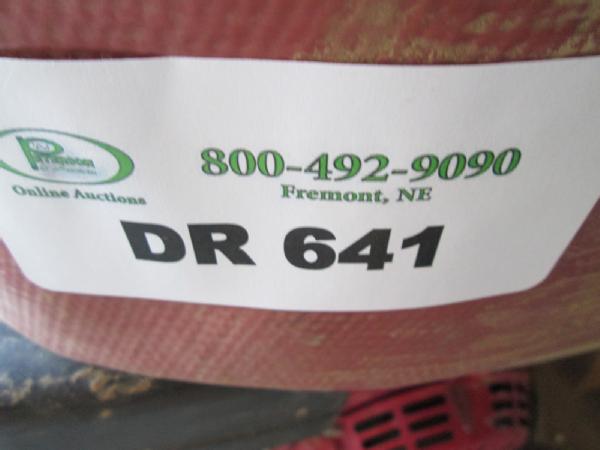 800-492-9090
Fremont, NE
Online Auctions
DR 641